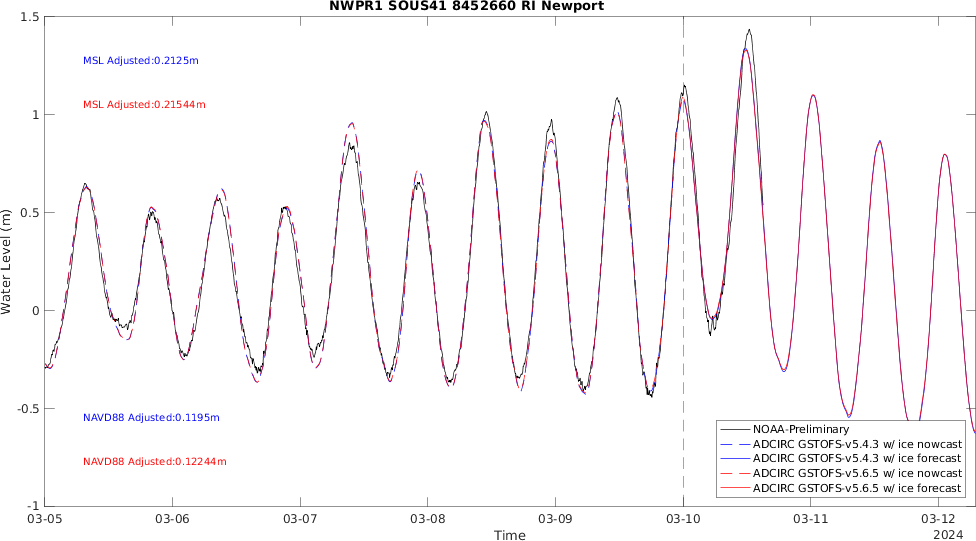 NWPR1 SOUS41 8452660 RI Newport
1.5
MSL Adjusted:0.2125m
MSL Adjusted:0.21544m
1
0.5
Water Level (m)
0
-0.5
NAVD88 Adjusted:0.1195m
NAVD88 Adjusted:0.12244m
NOAA-Preliminary
ADCIRC GSTOFS-v5.4.3 w/ ice nowcast
ADCIRC GSTOFS-v5.4.3 w/ ice forecast
ADCIRC GSTOFS-v5.6.5 w/ ice nowcast
ADCIRC GSTOFS-v5.6.5 w/ ice forecast
-1
03-05 03-06 03-07 03-08 03-09 03-10 03-11 03-12
Time
2024